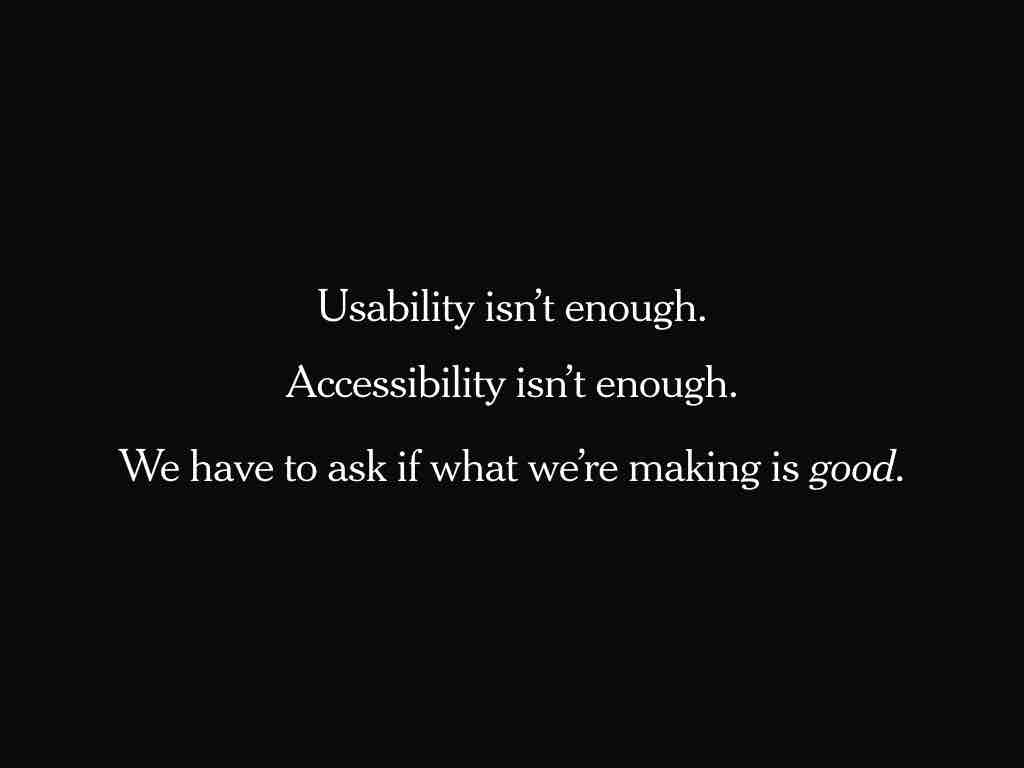 Usability isn’t enough.
Accessibility isn’t enough.
We have to ask if what we’re making is good.